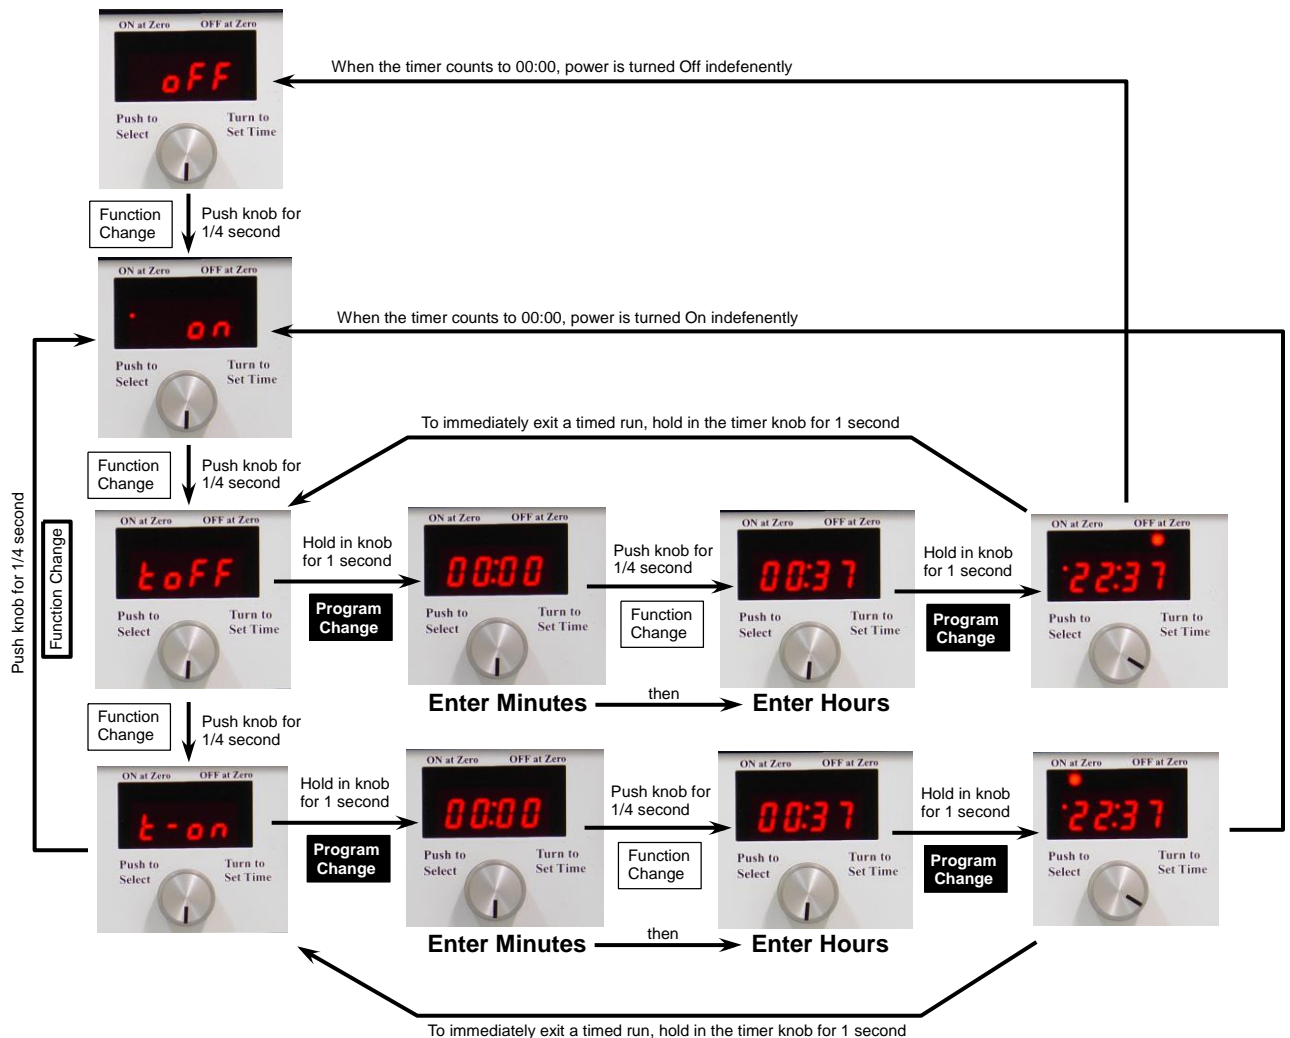 ON at Zero OFF at Zero
oFF
When the timer counts to 00:00, power is turned Off indefenently
Push to Turn to
Select Set Time
Function Push knob for
Change 1/4 second
ON at Zero OFF at Zero
on
When the timer counts to 00:00, power is turned On indefenently
Push to Turn to
Select Set Time
To immediately exit a timed run, hold in the timer knob for 1 second
Function Push knob for
Change 1/4 second
Push knob for 1/4 second
Function Change
ON at Zero OFF at Zero
toFF
Push to Turn to
Select Set Time
Hold in knob
for 1 second
Program
Change
ON at Zero OFF at Zero
00:00
Push to Turn to
Select Set Time
Enter Minutes
Push knob for
1/4 second
Function
Change
then
ON at Zero OFF at Zero
00:37
Push to Turn to
Select Set Time
Enter Hours
Hold in knob
for 1 second
Program
Change
ON at Zero OFF at Zero
22:37
Push to Turn to
Select Set Time
Function Push knob for
Change 1/4 second
ON at Zero OFF at Zero
t-on
Push to Turn to
Select Set Time
Hold in knob
for 1 second
Program
Change
ON at Zero OFF at Zero
00:00
Push to Turn to
Select Set Time
Enter Minutes
Push knob for
1/4 second
Function
Change
then
ON at Zero OFF at Zero
00:37
Push to Turn to
Select Set Time
Enter Hours
Hold in knob
for 1 second
Program
Change
ON at Zero OFF at Zero
22:37
Push to Turn to
Select Set Time
To immediately exit a timed run, hold in the timer knob for 1 second